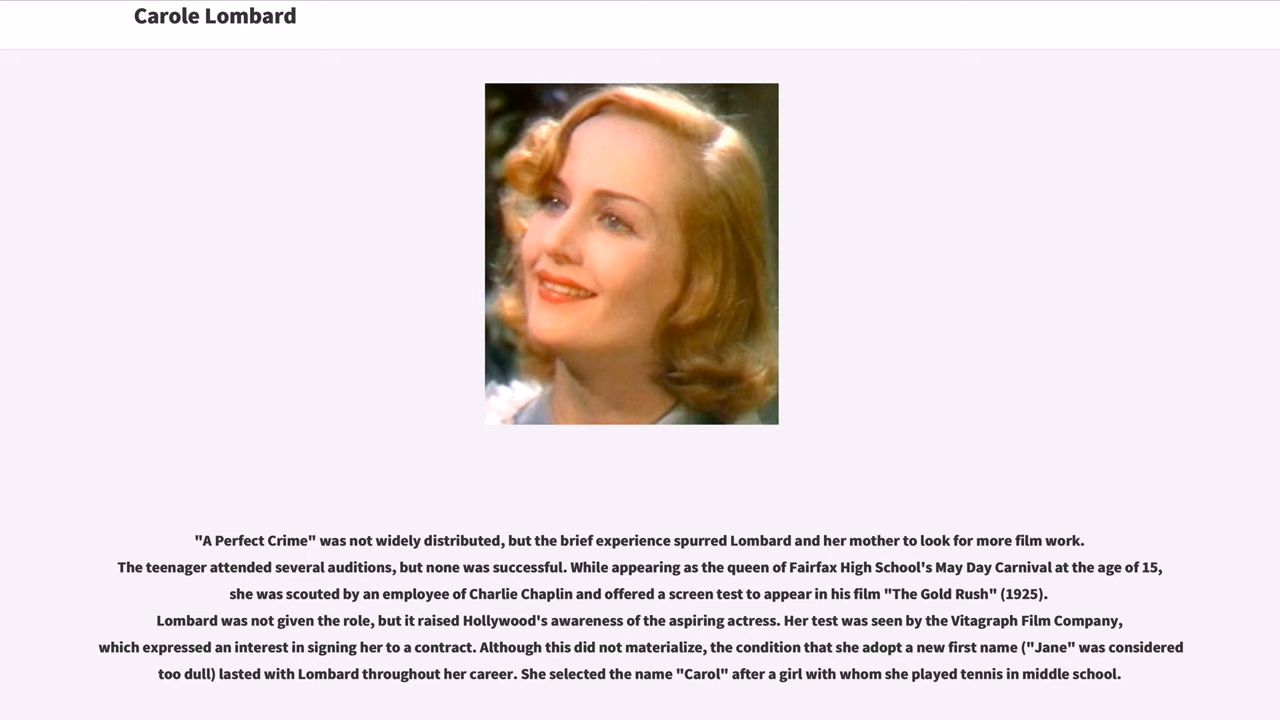 Carole Lombard
"A Perfect Crime" was not widely distributed, but the brief experience spurred Lombard and her mother to look for more film work.
The teenager attended several auditions, but none was successful. While appearing as the queen of Fairfax High School's May Day Carnival at the age of 15,
she was scouted by an employee of Charlie Chaplin and offered a screen test to appear in his film "The Gold Rush" (1925).
Lombard was not given the role, but it raised Hollywood's awareness of the aspiring actress. Her test was seen by the Vitagraph Film Company,
which expressed an interest in signing her to a contract. Although this did not materialize, the condition that she adopt a new first name ("Jane" was considered
too dull) lasted with Lombard throughout her career. She selected the name "Carol" after a girl with whom she played tennis in middle school.